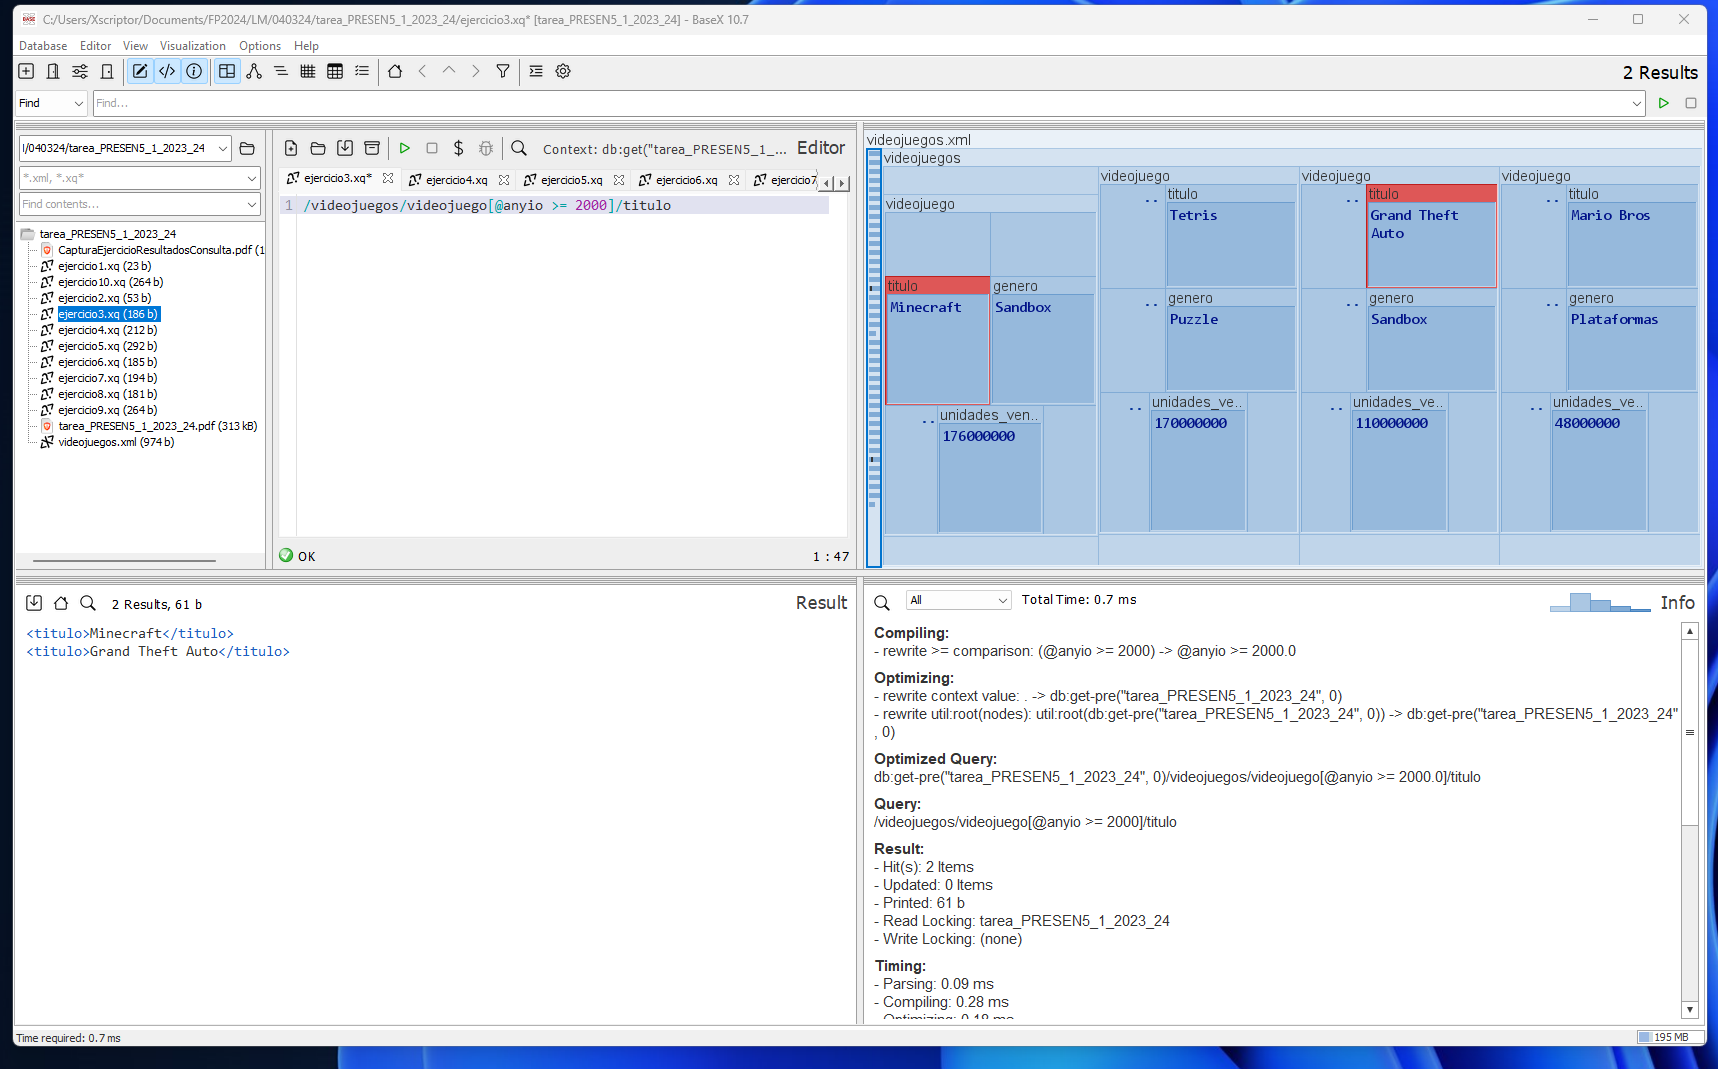 C:/Users/Xscriptor/Documents/FP2024/LM/040324/tarea_PRESEN5_1_2023_24/ejercicio3.xq* [tarea_PRESEN5_1_2023_24] - BaseX 10.7
Database Editor View Visualization Options Help
2 Results
Find Find...
l/040324/tarea_PRESEN5_1_2023_24
*.xml, *.xq*
Find contents...
tarea_PRESEN5_1_2023_24
CapturaEjercicioResultadosConsulta.pdf (1
ejercicio1.xq (23 b)
ejercicio10.xq (264 b)
ejercicio2.xq (53 b)
ejercicio3.xq (186 b)
ejercicio4.xq (212 b)
ejercicio5.xq (292 b)
ejercicio6.xq (185 b)
ejercicio7.xq (194 b)
ejercicio8.xq (181 b)
ejercicio9.xq (264 b)
tarea_PRESEN5_1_2023_24.pdf (313 kB)
videojuegos.xml (974 b)
Context: db:get("tarea_PRESEN5_1_... Editor
ejercicio3.xq* ejercicio4.xq ejercicio5.xq ejercicio6.xq ejercicio7
1 /videojuegos/videojuego[@anyio >= 2000]/titulo
OK 1 : 47
videojuegos.xml
videojuegos
videojuego
titulo
Minecraft
genero
Sandbox
..
unidades_ven..
176000000
videojuego
..
titulo
Tetris
..
genero
Puzzle
..
unidades_ve..
170000000
videojuego
..
titulo
Grand Theft
Auto
..
genero
Sandbox
..
unidades_ve..
110000000
videojuego
..
titulo
Mario Bros
..
genero
Plataformas
..
unidades_ve..
48000000
2 Results, 61 b Result
<titulo>Minecraft</titulo>
<titulo>Grand Theft Auto</titulo>
All Total Time: 0.7 ms Info
Compiling:
- rewrite >= comparison: (@anyio >= 2000) -> @anyio >= 2000.0
Optimizing:
- rewrite context value: . -> db:get-pre("tarea_PRESEN5_1_2023_24", 0)
- rewrite util:root(nodes): util:root(db:get-pre("tarea_PRESEN5_1_2023_24", 0)) -> db:get-pre("tarea_PRESEN5_1_2023_24"
, 0)
Optimized Query:
db:get-pre("tarea_PRESEN5_1_2023_24", 0)/videojuegos/videojuego[@anyio >= 2000.0]/titulo
Query:
/videojuegos/videojuego[@anyio >= 2000]/titulo
Result:
- Hit(s): 2 Items
- Updated: 0 Items
- Printed: 61 b
- Read Locking: tarea_PRESEN5_1_2023_24
- Write Locking: (none)
Timing:
- Parsing: 0.09 ms
- Compiling: 0.28 ms
- Optimizing: 0.18 ms
Time required: 0.7 ms
195 MB